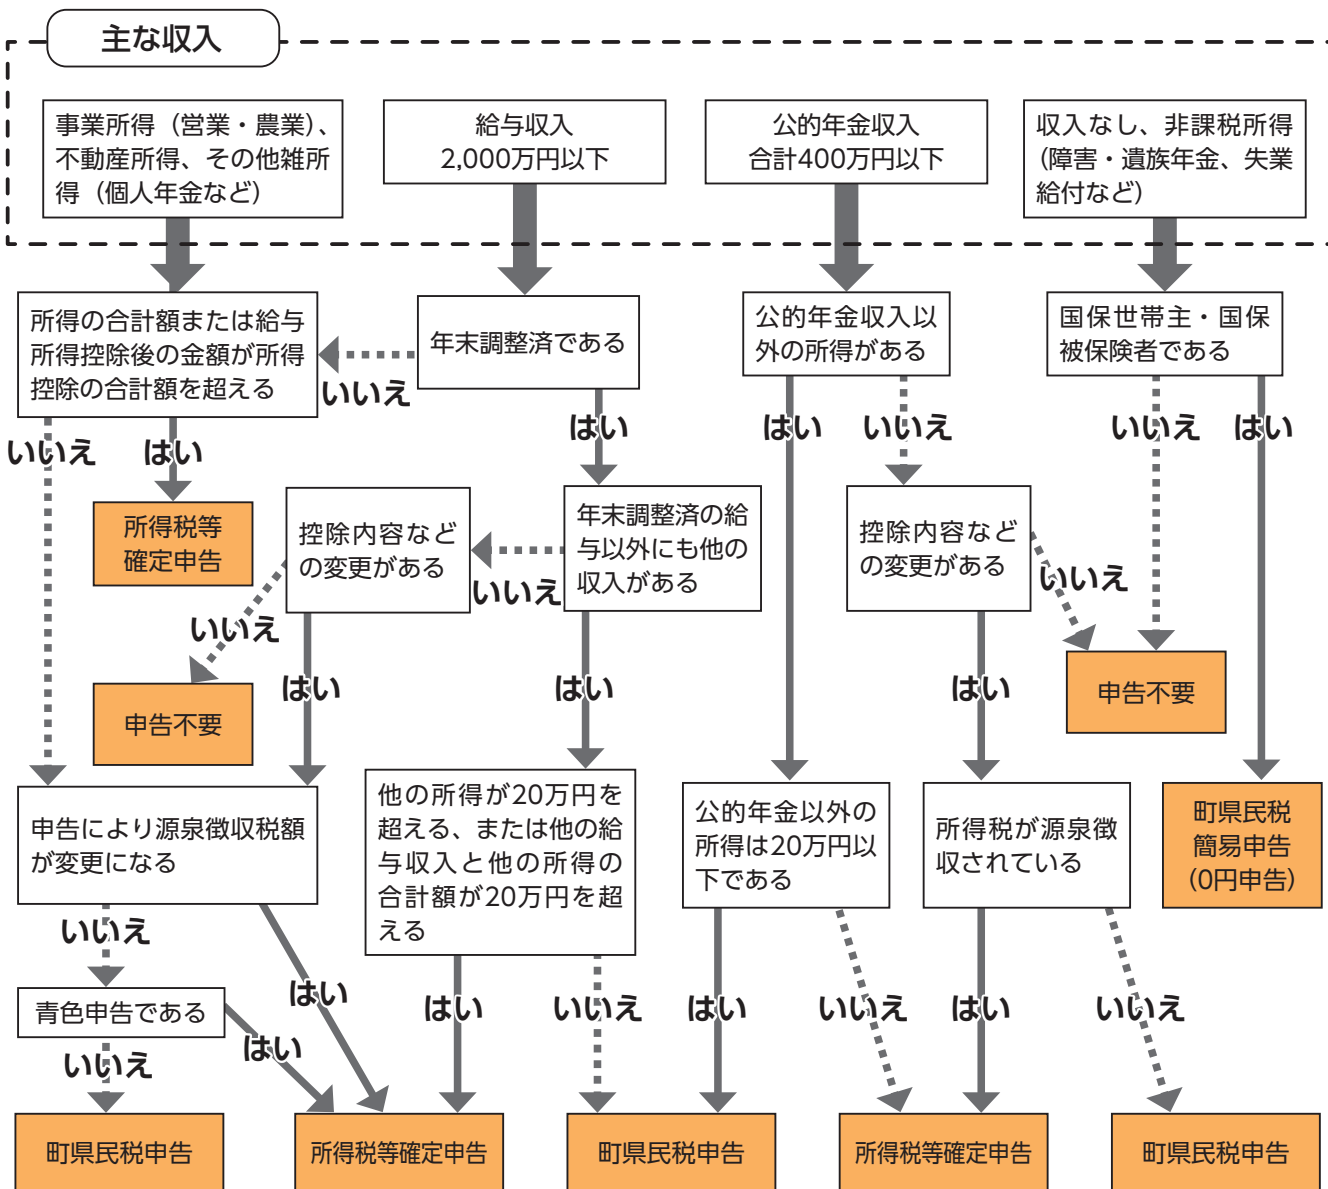 主な収入
事業所得（営業・農業）、
不動産所得、その他雑所
得（個人年金など）
給与収入
2,000万円以下
公的年金収入
合計400万円以下
収入なし、非課税所得
（障害・遺族年金、失業
給付など）
所得の合計額または給与
所得控除後の金額が所得
控除の合計額を超える
いいえ
年末調整済である
公的年金収入以
外の所得がある
国保世帯主・国保
被保険者である
いいえ
はい
はい
はい
いいえ
いいえ
はい
所得税等
確定申告
控除内容など
の変更がある
いいえ
年末調整済の給
与以外にも他の
収入がある
控除内容など
の変更がある
いいえ
いいえ
はい
はい
はい
申告不要
申告不要
申告により源泉徴収税額
が変更になる
他の所得が20万円を
超える、または他の給
与収入と他の所得の
合計額が20万円を超
える
公的年金以外の
所得は20万円以
下である
所得税が源泉徴
収されている
町県民税
簡易申告
（0円申告）
いいえ
はい
はい
いいえ
はい
いいえ
はい
いいえ
青色申告である
はい
いいえ
町県民税申告
所得税等確定申告
町県民税申告
所得税等確定申告
町県民税申告